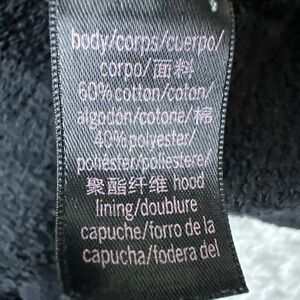 body/corps/cuerpo/
corpo/面料
60%cotton/coton/
algodón/cotone/棉
40%polyester/
poliéster/poliestere/
聚酯纤维 hood
lining/doublure
capuche/forro de la
capucha/fodera del